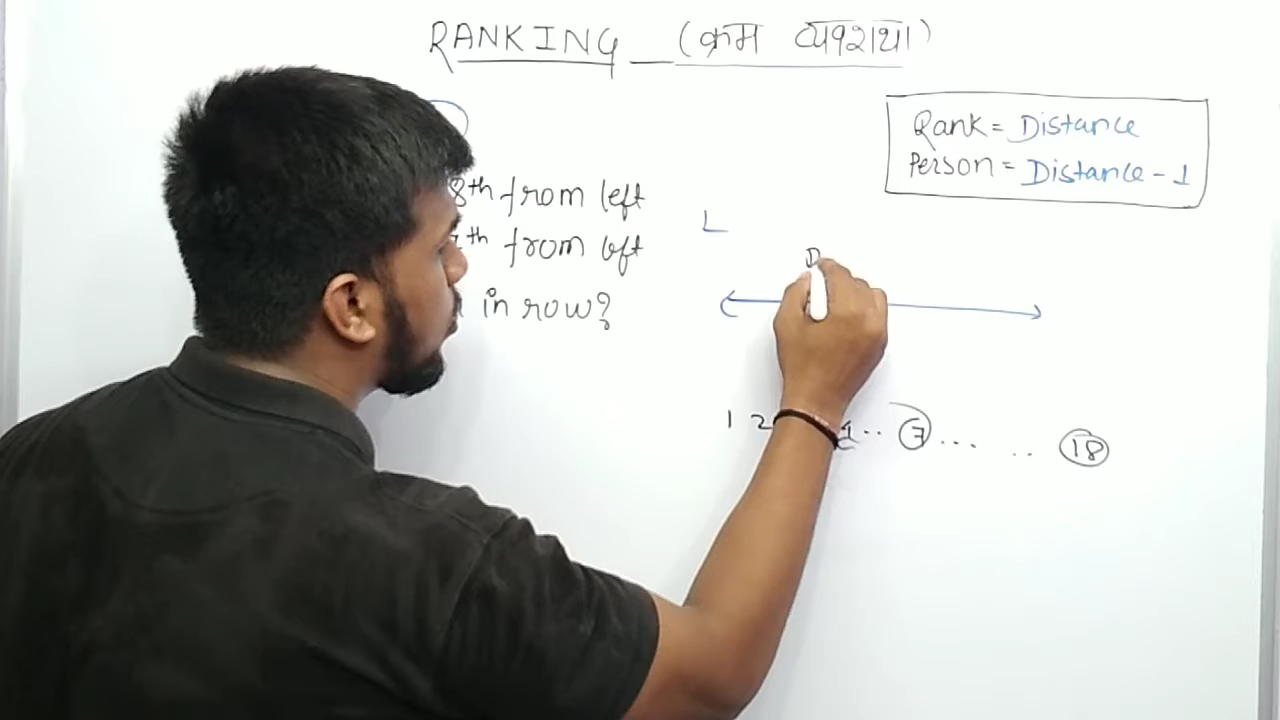 RANKING (क्रम व्यवस्था)
Rank = Distance
Person = Distance - 1
8th from left
7th from left
in row?
L
D
1 2 4 .. 7 ... .. 18